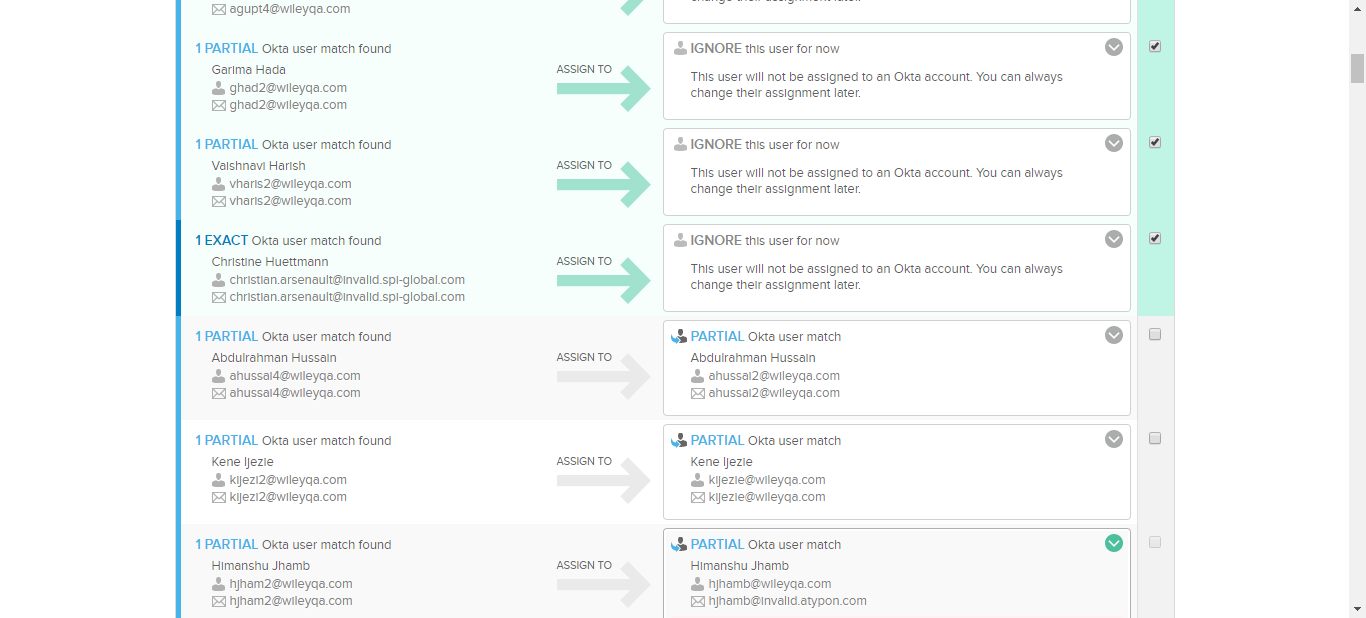 agupt4@wileyqa.com
change their assignment later.
1 PARTIAL Okta user match found
Garima Hada
ghad2@wileyqa.com
ghad2@wileyqa.com
ASSIGN TO
IGNORE this user for now
This user will not be assigned to an Okta account. You can always
change their assignment later.
1 PARTIAL Okta user match found
Vaishnavi Harish
vharis2@wileyqa.com
vharis2@wileyqa.com
ASSIGN TO
IGNORE this user for now
This user will not be assigned to an Okta account. You can always
change their assignment later.
1 EXACT Okta user match found
Christine Huettmann
christian.arsenault@invalid.spi-global.com
christian.arsenault@invalid.spi-global.com
ASSIGN TO
IGNORE this user for now
This user will not be assigned to an Okta account. You can always
change their assignment later.
1 PARTIAL Okta user match found
Abdulrahman Hussain
ahussai4@wileyqa.com
ahussai4@wileyqa.com
ASSIGN TO
PARTIAL Okta user match
Abdulrahman Hussain
ahussai2@wileyqa.com
ahussai2@wileyqa.com
1 PARTIAL Okta user match found
Kene Ijezie
kijezi2@wileyqa.com
kijezi2@wileyqa.com
ASSIGN TO
PARTIAL Okta user match
Kene Ijezie
kijezie@wileyqa.com
kijezie@wileyqa.com
1 PARTIAL Okta user match found
Himanshu Jhamb
hjham2@wileyqa.com
hjham2@wileyqa.com
ASSIGN TO
PARTIAL Okta user match
Himanshu Jhamb
hjhamb@wileyqa.com
hjhamb@invalid.atypon.com